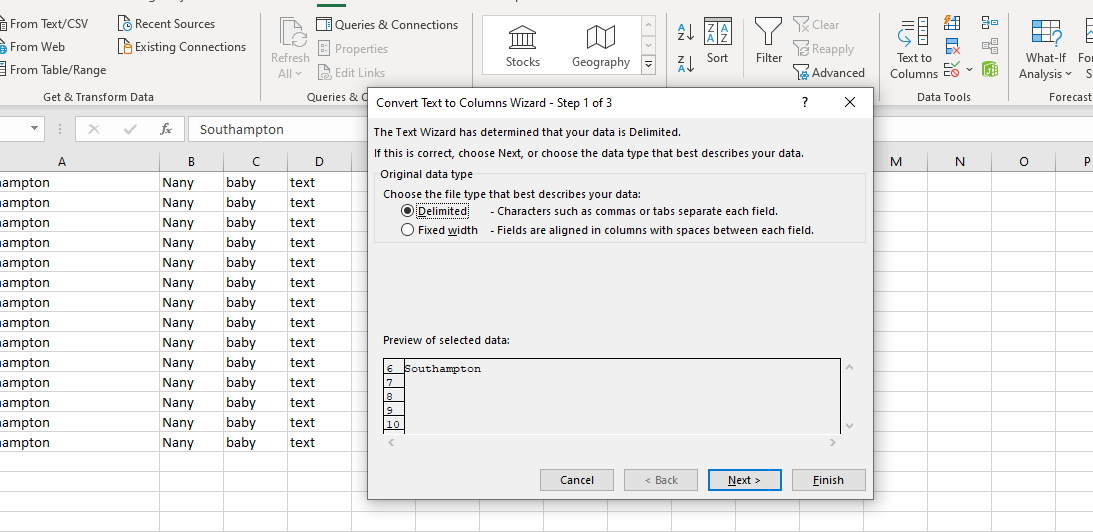 From Text/CSV Recent Sources Queries & Connections Clear
From Web Existing Connections Properties Reapply
From Table/Range Edit Links Advanced
Refresh
All
Stocks Geography
Sort Filter
Text to
Columns
What-If
Analysis
Get & Transform Data Queries & C Data Tools Forecast
Convert Text to Columns Wizard - Step 1 of 3 ? ✕
fx Southampton
The Text Wizard has determined that your data is Delimited.
If this is correct, choose Next, or choose the data type that best describes your data.
A B C D M N O P
Original data type
Choose the file type that best describes your data:
Delimited - Characters such as commas or tabs separate each field.
Fixed width - Fields are aligned in columns with spaces between each field.
Preview of selected data:
6 Southampton
7
8
9
10
Cancel < Back Next > Finish
ampton Nany baby text
ampton Nany baby text
ampton Nany baby text
ampton Nany baby text
ampton Nany baby text
ampton Nany baby text
ampton Nany baby text
ampton Nany baby text
ampton Nany baby text
ampton Nany baby text
ampton Nany baby text
ampton Nany baby text
ampton Nany baby text
ampton Nany baby text